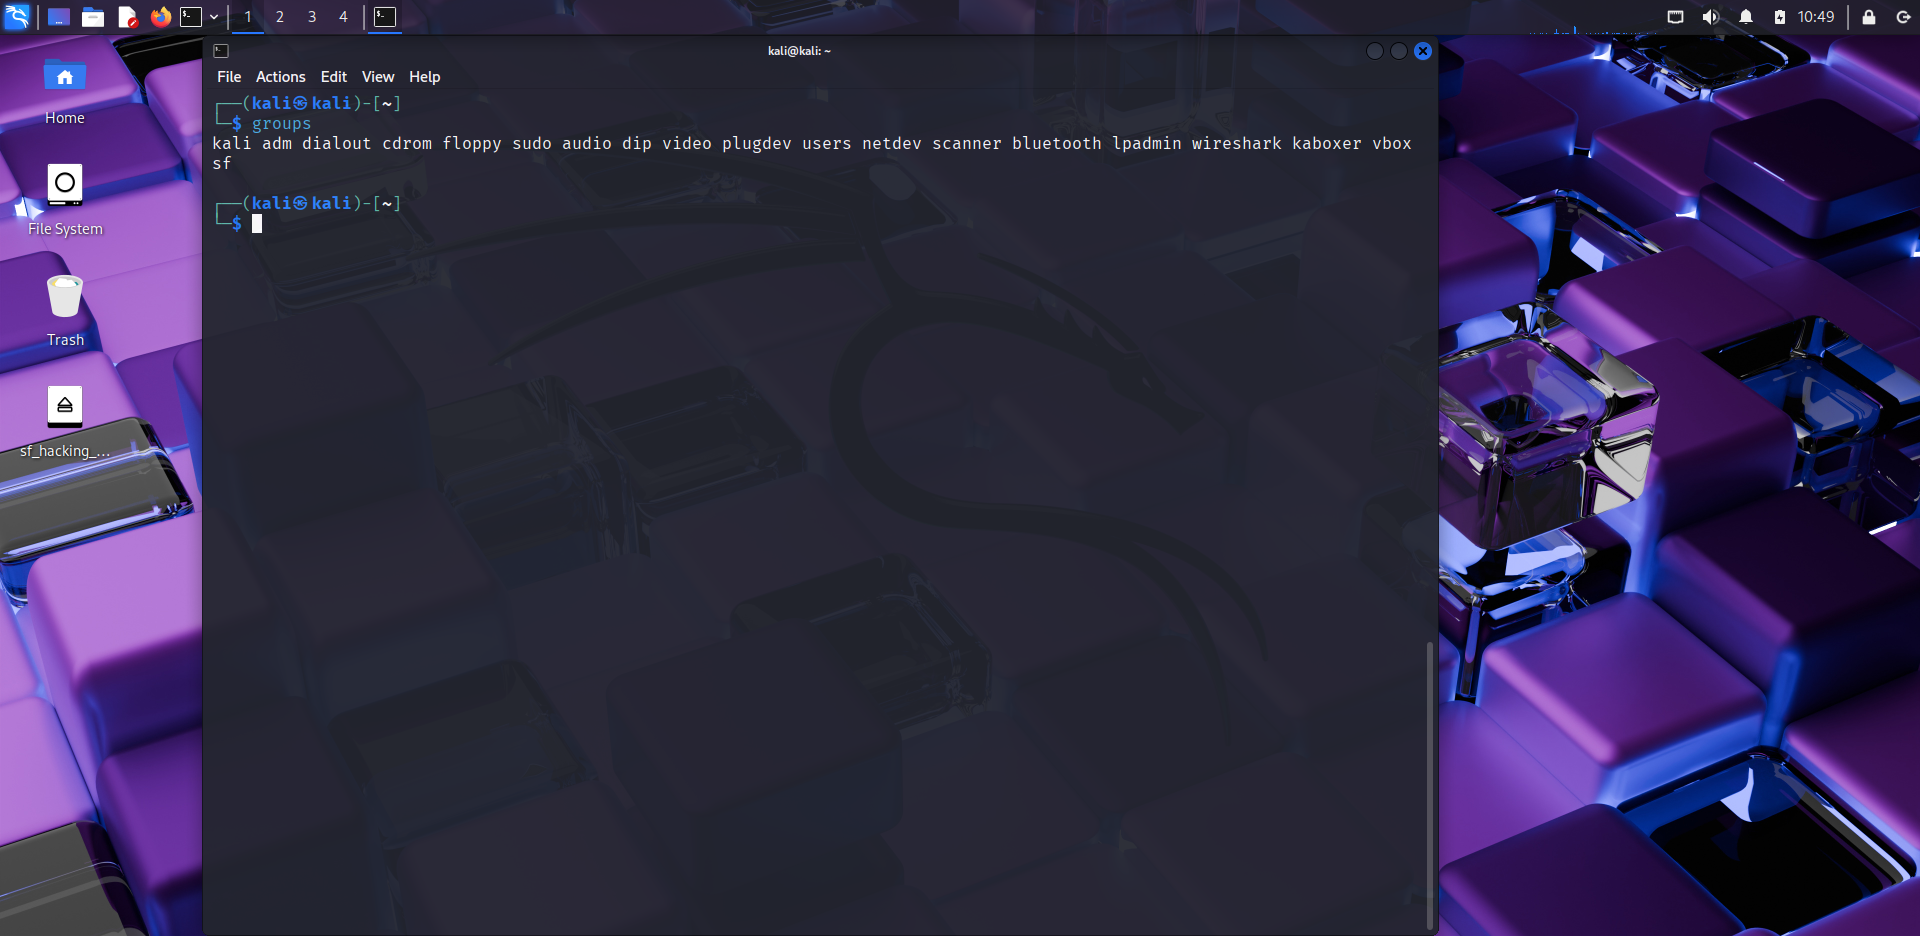 1 2 3 4 10:49
kali@kali: ~
File Actions Edit View Help
┌──(kali㉿kali)-[~]
└─$ groups
kali adm dialout cdrom floppy sudo audio dip video plugdev users netdev scanner bluetooth lpadmin wireshark kaboxer vbox
sf
┌──(kali㉿kali)-[~]
└─$
Home
File System
Trash
sf_hacking_...